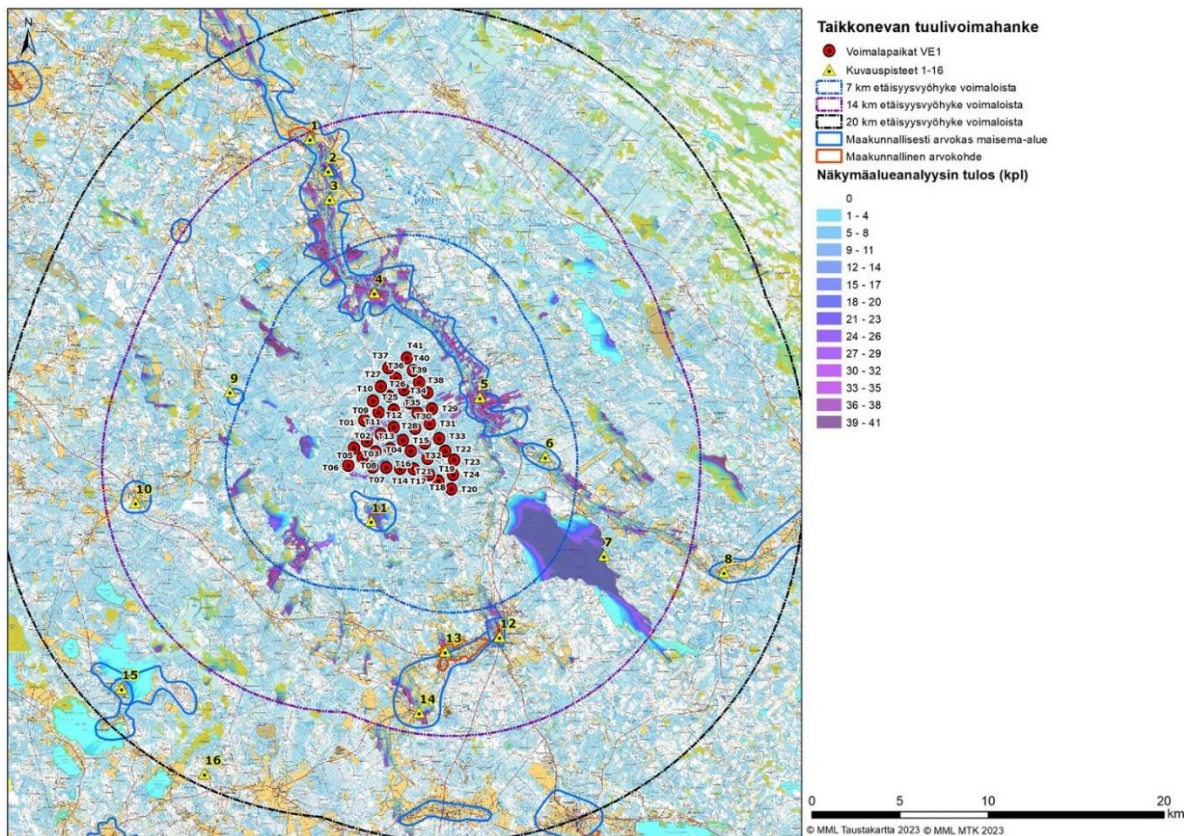 N
1
2
3
4
5
6
7
8
9
10
11
12
13
14
15
16
T41
T37
T40
T36
T39
T27
T26
T38
T10
T34
T25
T35
T09
T29
T12
T30
T01
T11
T31
T28
T13
T33
T02
T15
T04
T22
T05
T03
T32
T23
T06
T08
T16
T19
T21
T24
T07
T14
T17
T18
T20
Taikkonevan tuulivoimahanke
Voimalapaikat VE1
Kuvauspisteet 1-16
7 km etäisyysvyöhyke voimaloista
14 km etäisyysvyöhyke voimaloista
20 km etäisyysvyöhyke voimaloista
Maakunnallisesti arvokas maisema-alue
Maakunnallinen arvokohde
Näkymäalueanalyysin tulos (kpl)
0
1 - 4
5 - 8
9 - 11
12 - 14
15 - 17
18 - 20
21 - 23
24 - 26
27 - 29
30 - 32
33 - 35
36 - 38
39 - 41
0 5 10 20
km
© MML Taustakartta 2023 © MML MTK 2023